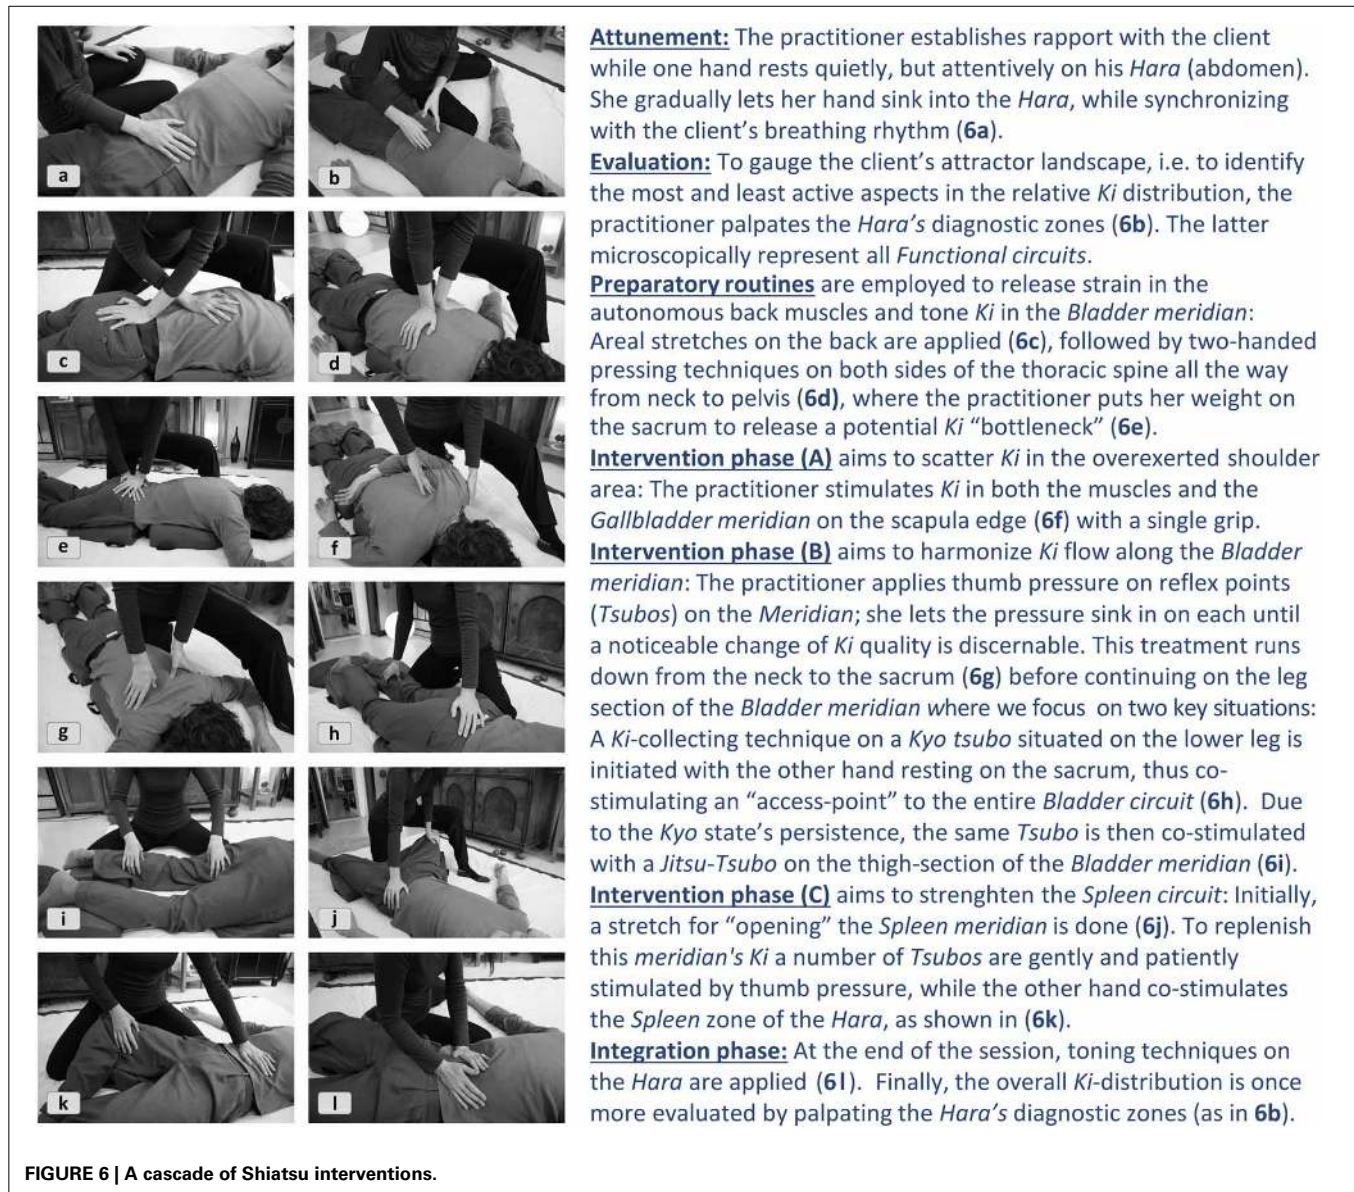 a
b
c
d
e
f
g
h
i
j
k
l
Attunement: The practitioner establishes rapport with the client
while one hand rests quietly, but attentively on his Hara (abdomen).
She gradually lets her hand sink into the Hara, while synchronizing
with the client's breathing rhythm (6a).
Evaluation: To gauge the client's attractor landscape, i.e. to identify
the most and least active aspects in the relative Ki distribution, the
practitioner palpates the Hara's diagnostic zones (6b). The latter
microscopically represent all Functional circuits.
Preparatory routines are employed to release strain in the
autonomous back muscles and tone Ki in the Bladder meridian:
Areal stretches on the back are applied (6c), followed by two-handed
pressing techniques on both sides of the thoracic spine all the way
from neck to pelvis (6d), where the practitioner puts her weight on
the sacrum to release a potential Ki “bottleneck” (6e).
Intervention phase (A) aims to scatter Ki in the overexerted shoulder
area: The practitioner stimulates Ki in both the muscles and the
Gallbladder meridian on the scapula edge (6f) with a single grip.
Intervention phase (B) aims to harmonize Ki flow along the Bladder
meridian: The practitioner applies thumb pressure on reflex points
(Tsubos) on the Meridian; she lets the pressure sink in on each until
a noticeable change of Ki quality is discernable. This treatment runs
down from the neck to the sacrum (6g) before continuing on the leg
section of the Bladder meridian where we focus on two key situations:
A Ki-collecting technique on a Kyo tsubo situated on the lower leg is
initiated with the other hand resting on the sacrum, thus co-
stimulating an “access-point” to the entire Bladder circuit (6h). Due
to the Kyo state's persistence, the same Tsubo is then co-stimulated
with a Jitsu-Tsubo on the thigh-section of the Bladder meridian (6i).
Intervention phase (C) aims to strenghten the Spleen circuit: Initially,
a stretch for “opening” the Spleen meridian is done (6j). To replenish
this meridian's Ki a number of Tsubos are gently and patiently
stimulated by thumb pressure, while the other hand co-stimulates
the Spleen zone of the Hara, as shown in (6k).
Integration phase: At the end of the session, toning techniques on
the Hara are applied (6l). Finally, the overall Ki-distribution is once
more evaluated by palpating the Hara's diagnostic zones (as in 6b).
FIGURE 6 | A cascade of Shiatsu interventions.